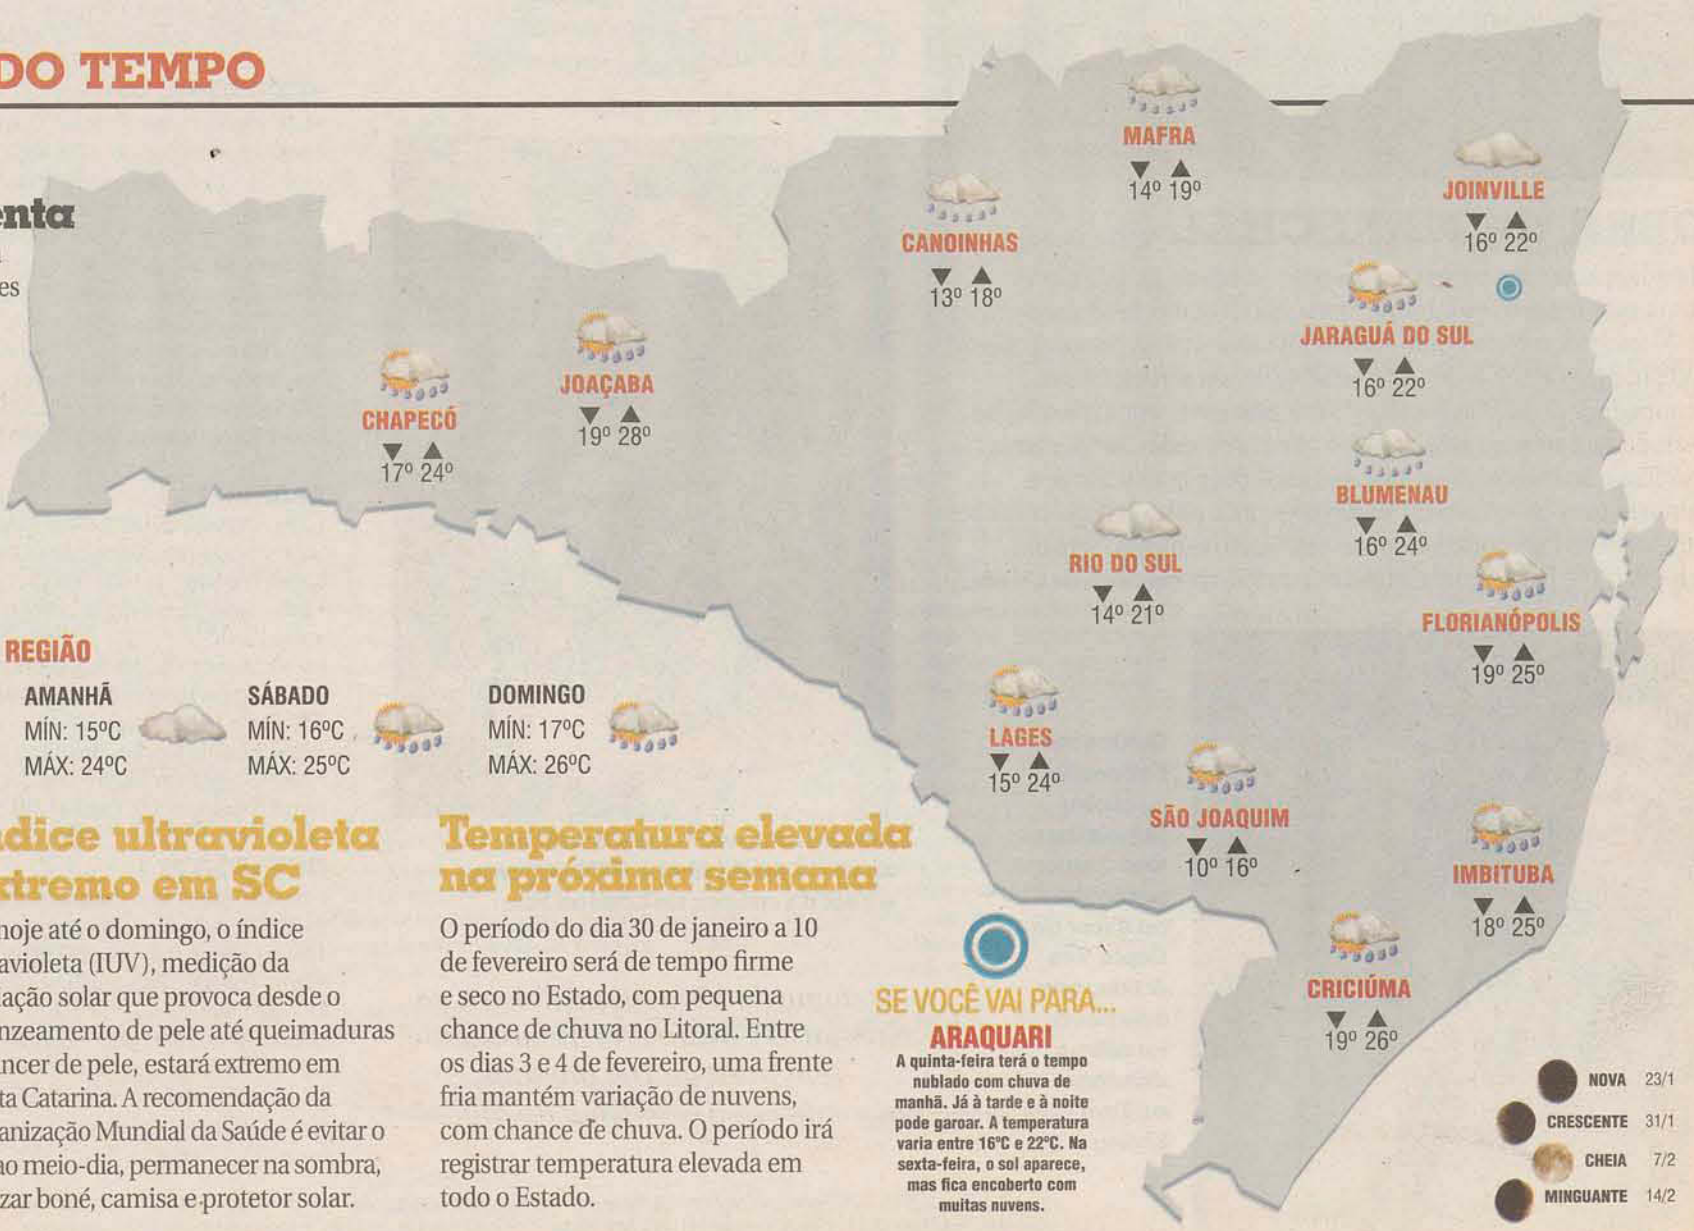 DO TEMPO
enta
es
MAFRA
14º 19º
JOINVILLE
16º 22º
CANOINHAS
13º 18º
JARAGUÁ DO SUL
16º 22º
JOAÇABA
19º 28º
CHAPECÓ
17º 24º
BLUMENAU
16º 24º
RIO DO SUL
14º 21º
FLORIANÓPOLIS
19º 25º
LAGES
15º 24º
SÃO JOAQUIM
10º 16º
IMBITUBA
18º 25º
CRICIÚMA
19º 26º
REGIÃO
AMANHÃ
MÍN: 15ºC
MÁX: 24ºC
SÁBADO
MÍN: 16ºC
MÁX: 25ºC
DOMINGO
MÍN: 17ºC
MÁX: 26ºC
dice ultravioleta
xtremo em SC
hoje até o domingo, o índice
avioleta (IUV), medição da
iação solar que provoca desde o
nzeamento de pele até queimaduras
âncer de pele, estará extremo em
ta Catarina. A recomendação da
anização Mundial da Saúde é evitar o
ao meio-dia, permanecer na sombra,
zar boné, camisa e protetor solar.
Temperatura elevada
na próxima semana
O período do dia 30 de janeiro a 10
de fevereiro será de tempo firme
e seco no Estado, com pequena
chance de chuva no Litoral. Entre
os dias 3 e 4 de fevereiro, uma frente
fria mantém variação de nuvens,
com chance de chuva. O período irá
registrar temperatura elevada em
todo o Estado.
SE VOCÊ VAI PARA...
ARAQUARI
A quinta-feira terá o tempo
nublado com chuva de
manhã. Já à tarde e à noite
pode garoar. A temperatura
varia entre 16ºC e 22ºC. Na
sexta-feira, o sol aparece,
mas fica encoberto com
muitas nuvens.
NOVA 23/1
CRESCENTE 31/1
CHEIA 7/2
MINGUANTE 14/2